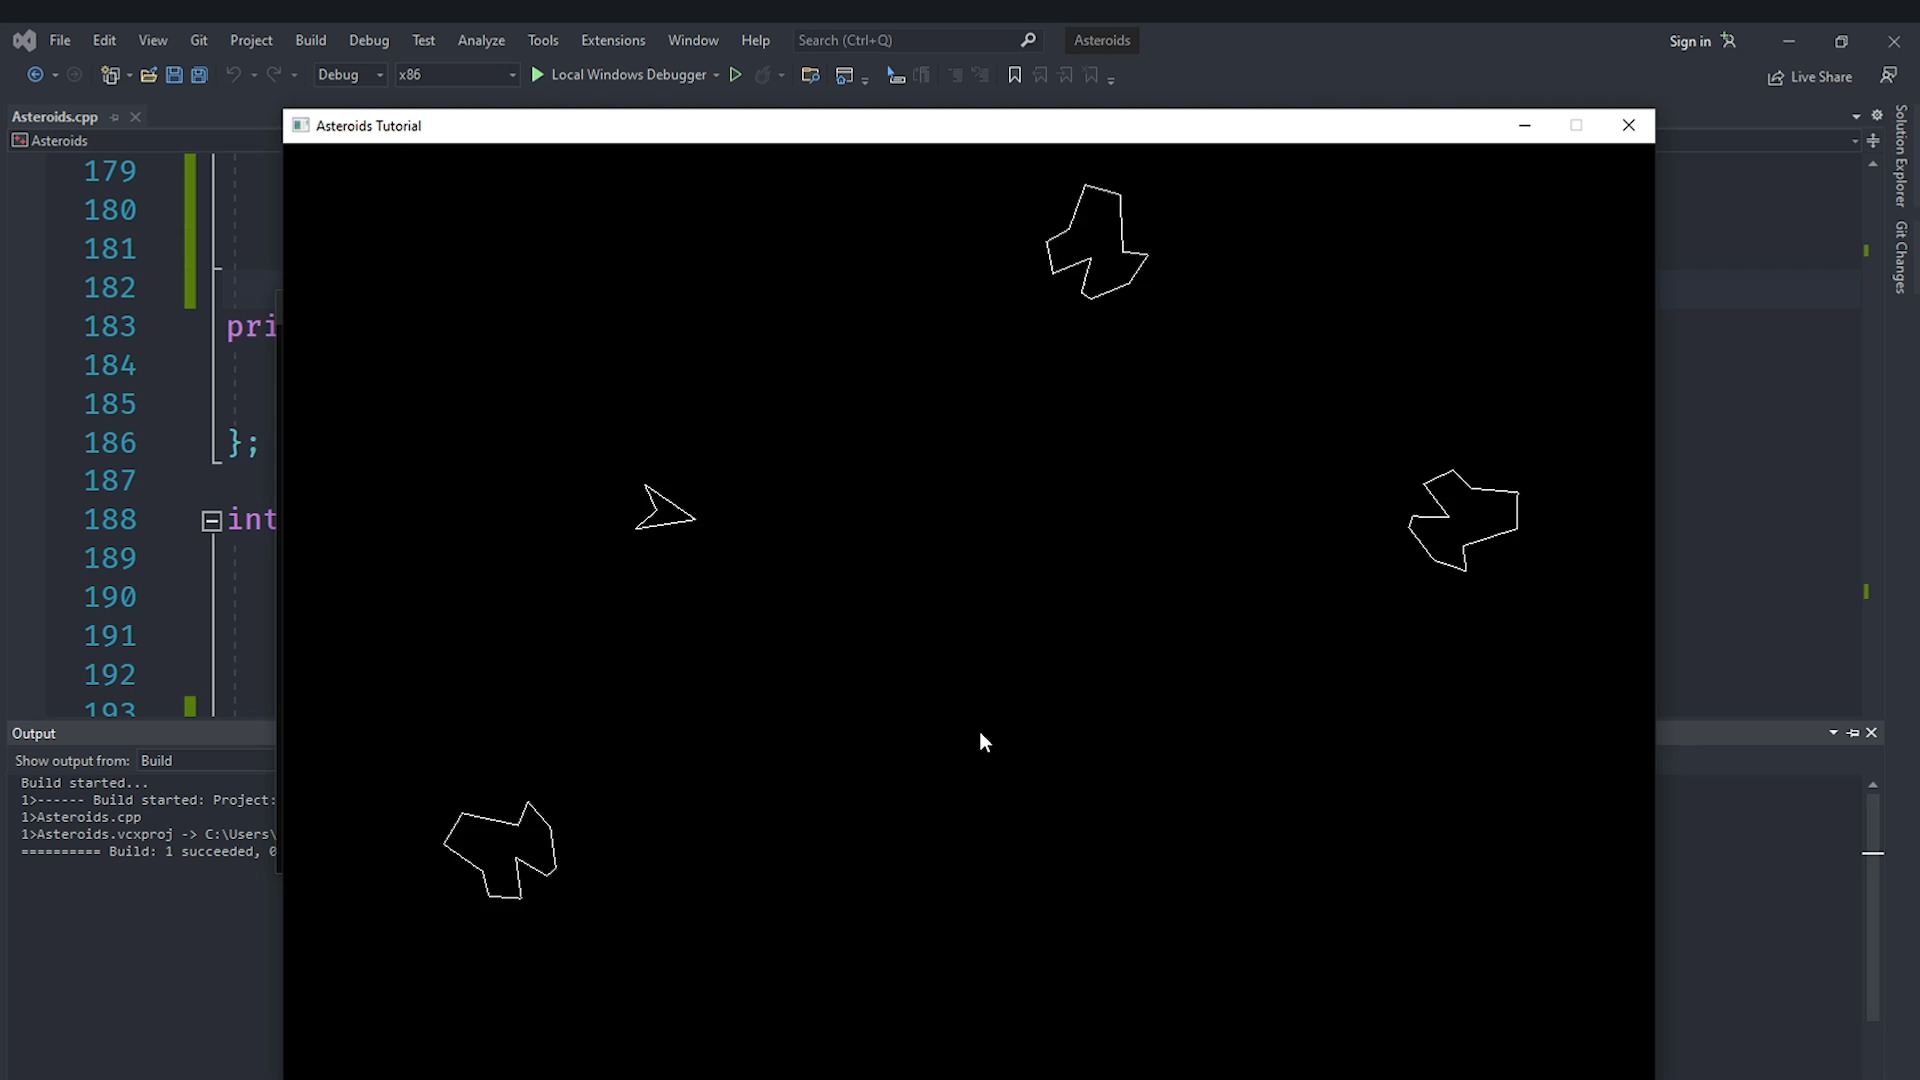 File Edit View Git Project Build Debug Test Analyze Tools Extensions Window Help Search (Ctrl+Q) Asteroids Sign in
Debug x86 Local Windows Debugger Live Share
Asteroids.cpp
Asteroids Tutorial
Asteroids
Solution Explorer
Git Changes
179
180
181
182
183 pri
184
185
186 };
187
188 int
189
190
191
192
193
Output
Show output from: Build
Build started...
1>------ Build started: Project:
1>Asteroids.cpp
1>Asteroids.vcxproj -> C:\Users\
========== Build: 1 succeeded, 0